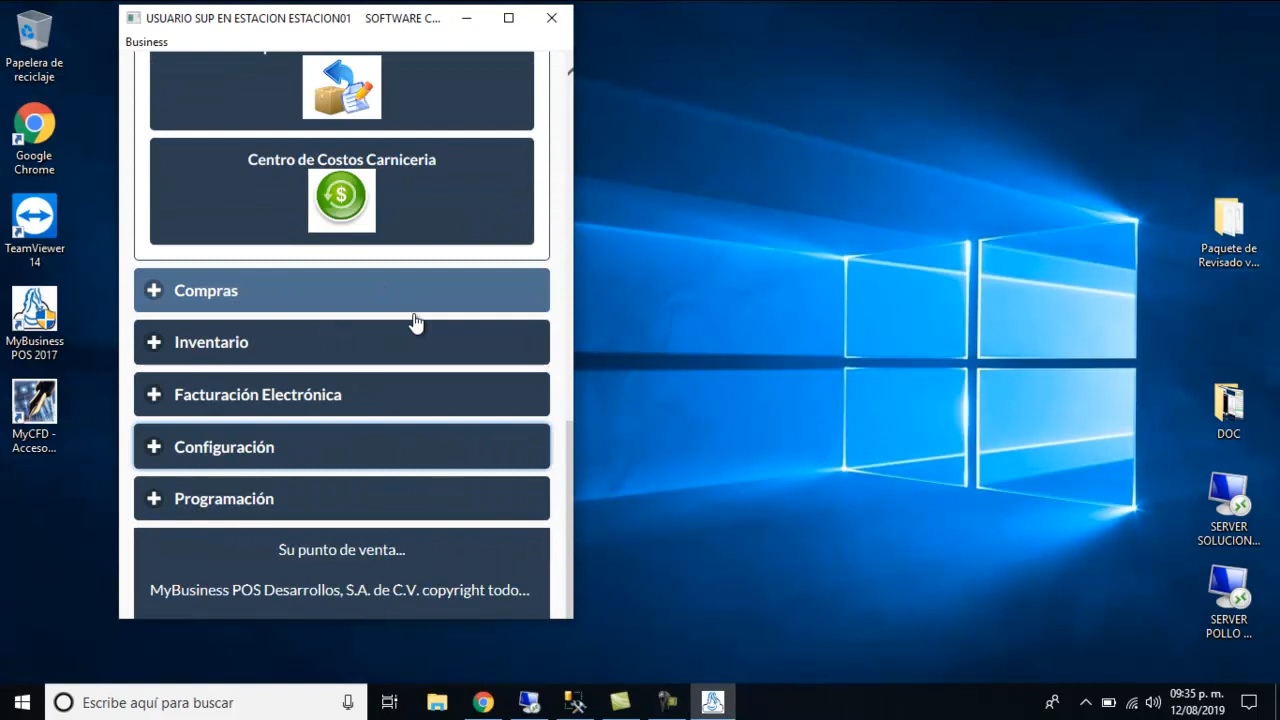 Papelera de
reciclaje
Google
Chrome
TeamViewer
14
MyBusiness
POS 2017
MyCFD -
Acceso...
USUARIO SUP EN ESTACION ESTACION01 SOFTWARE C...
Business
Centro de Costos Carniceria
$
Compras
Inventario
Facturación Electrónica
Configuración
Programación
Su punto de venta...
MyBusiness POS Desarrollos, S.A. de C.V. copyright todo...
Paquete de
Revisado v...
DOC
SERVER
SOLUCION...
SERVER
POLLO ...
Escribe aquí para buscar
09:35 p. m.
12/08/2019